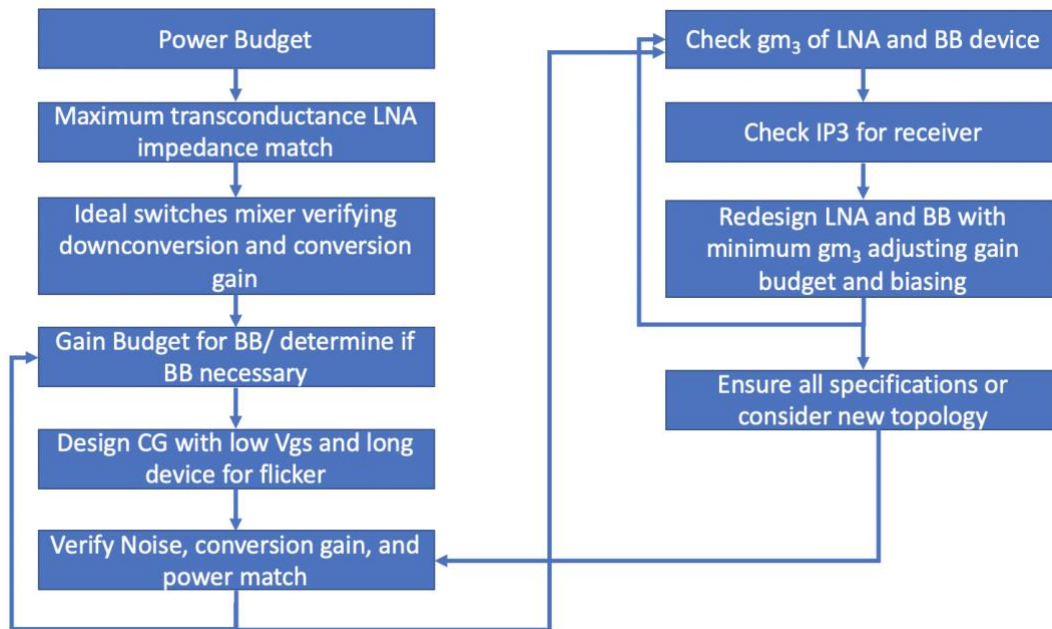 Power Budget
Maximum transconductance LNA
impedance match
Ideal switches mixer verifying
downconversion and conversion
gain
Gain Budget for BB/ determine if
BB necessary
Design CG with low Vgs and long
device for flicker
Verify Noise, conversion gain, and
power match
Check gm₃ of LNA and BB device
Check IP3 for receiver
Redesign LNA and BB with
minimum gm₃ adjusting gain
budget and biasing
Ensure all specifications or
consider new topology